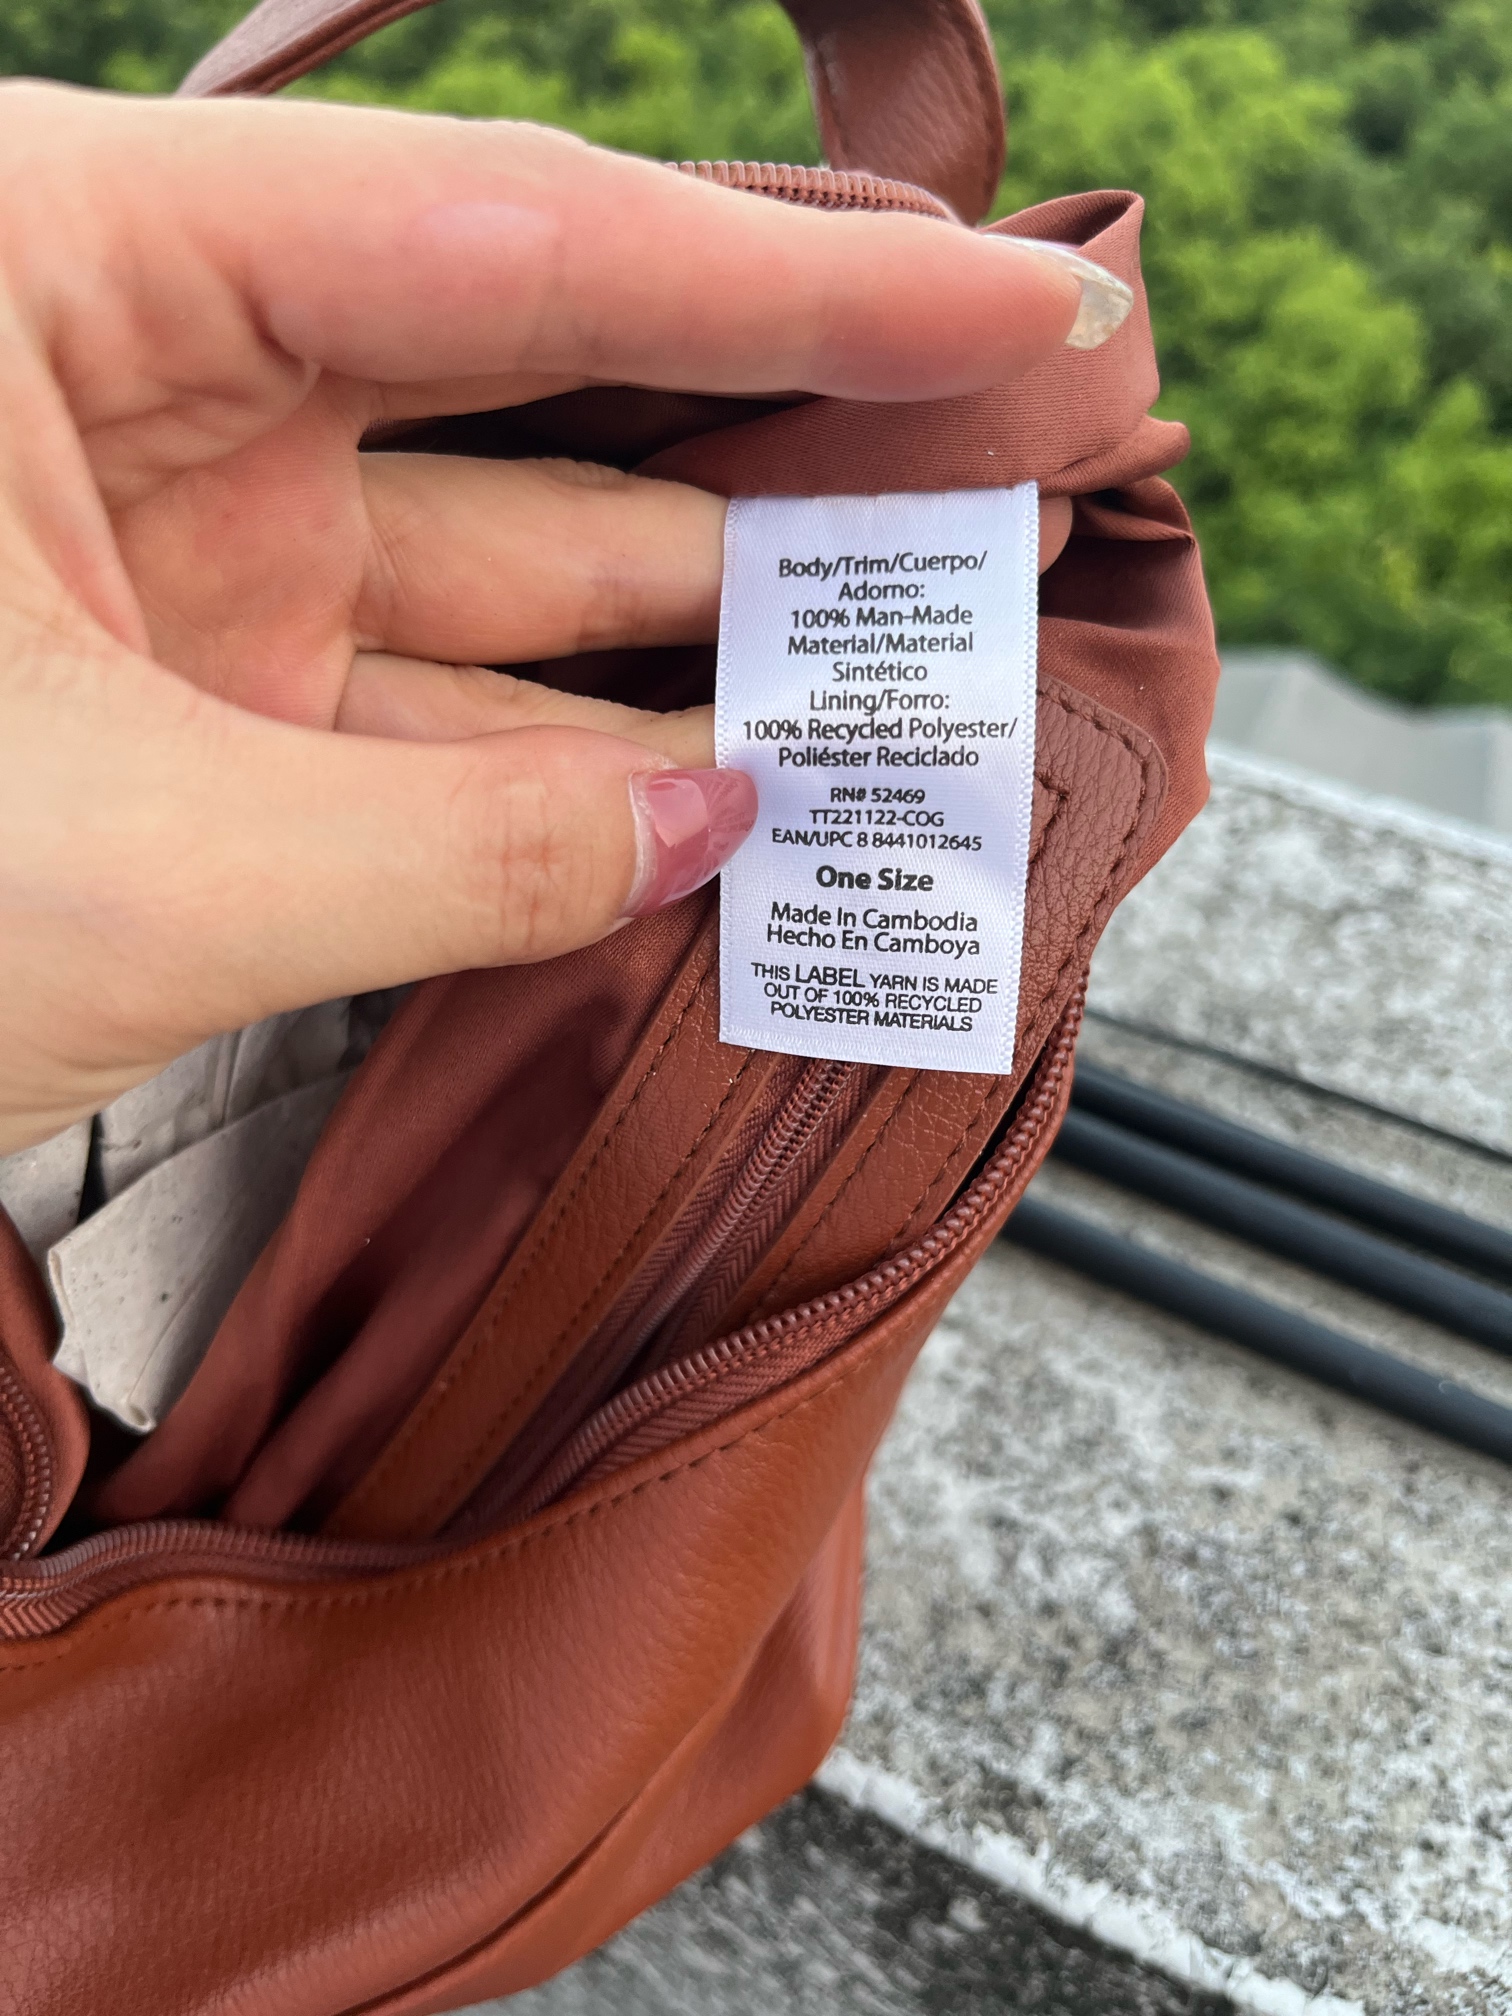 Body/Trim/Cuerpo/
Adorno:
100% Man-Made
Material/Material
Sintético
Lining/Forro:
100% Recycled Polyester/
Poliéster Reciclado
RN# 52469
TT221122-COG
EAN/UPC 8 8441012645
One Size
Made In Cambodia
Hecho En Camboya
THIS LABEL YARN IS MADE
OUT OF 100% RECYCLED
POLYESTER MATERIALS